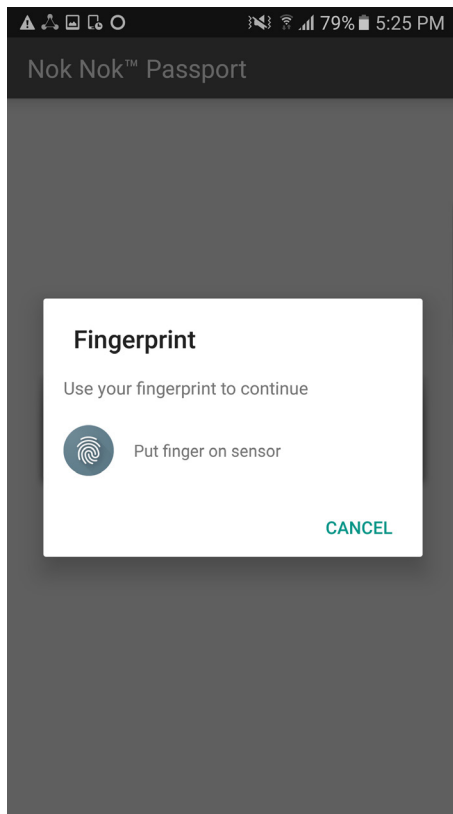 79% 5:25 PM
Nok Nok™ Passport
Fingerprint
Use your fingerprint to continue
Put finger on sensor
CANCEL